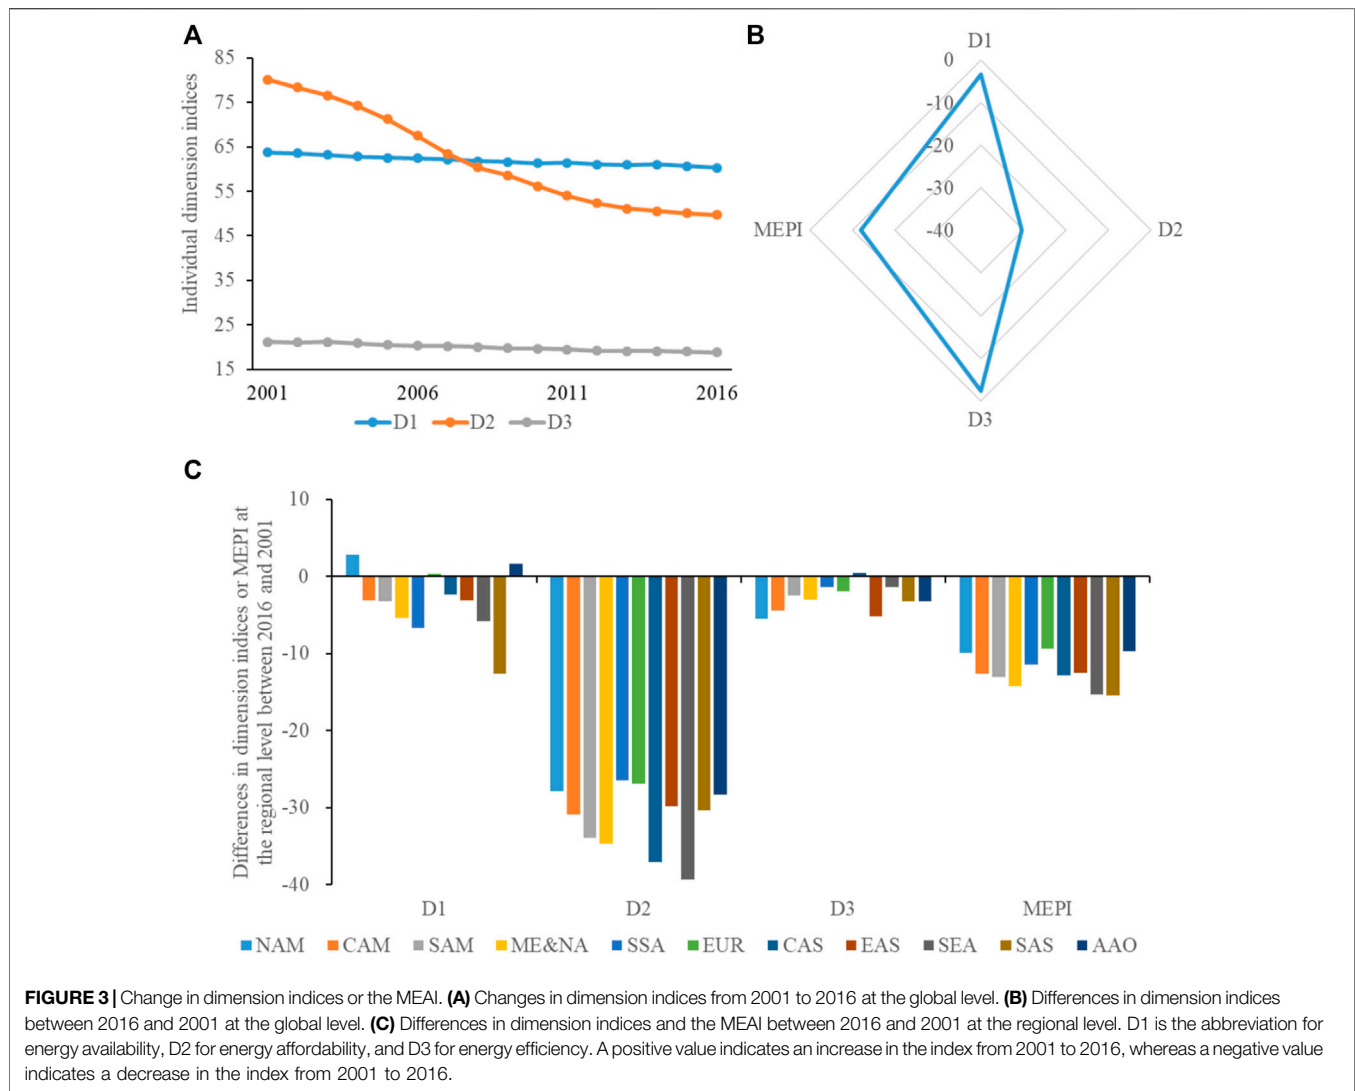 A
Individual dimension indices
85
75
65
55
45
35
25
15
2001 2006 2011 2016
D1 D2 D3
B
D1
0
-10
-20
-30
-40
MEPI
D2
D3
C
Differences in dimension indices or MEPI at
the regional level between 2016 and 2001
10
0
-10
-20
-30
-40
D1 D2 D3 MEPI
NAM CAM SAM ME&NA SSA EUR CAS EAS SEA SAS AAO
FIGURE 3 | Change in dimension indices or the MEAI. (A) Changes in dimension indices from 2001 to 2016 at the global level. (B) Differences in dimension indices
between 2016 and 2001 at the global level. (C) Differences in dimension indices and the MEAI between 2016 and 2001 at the regional level. D1 is the abbreviation for
energy availability, D2 for energy affordability, and D3 for energy efficiency. A positive value indicates an increase in the index from 2001 to 2016, whereas a negative value
indicates a decrease in the index from 2001 to 2016.